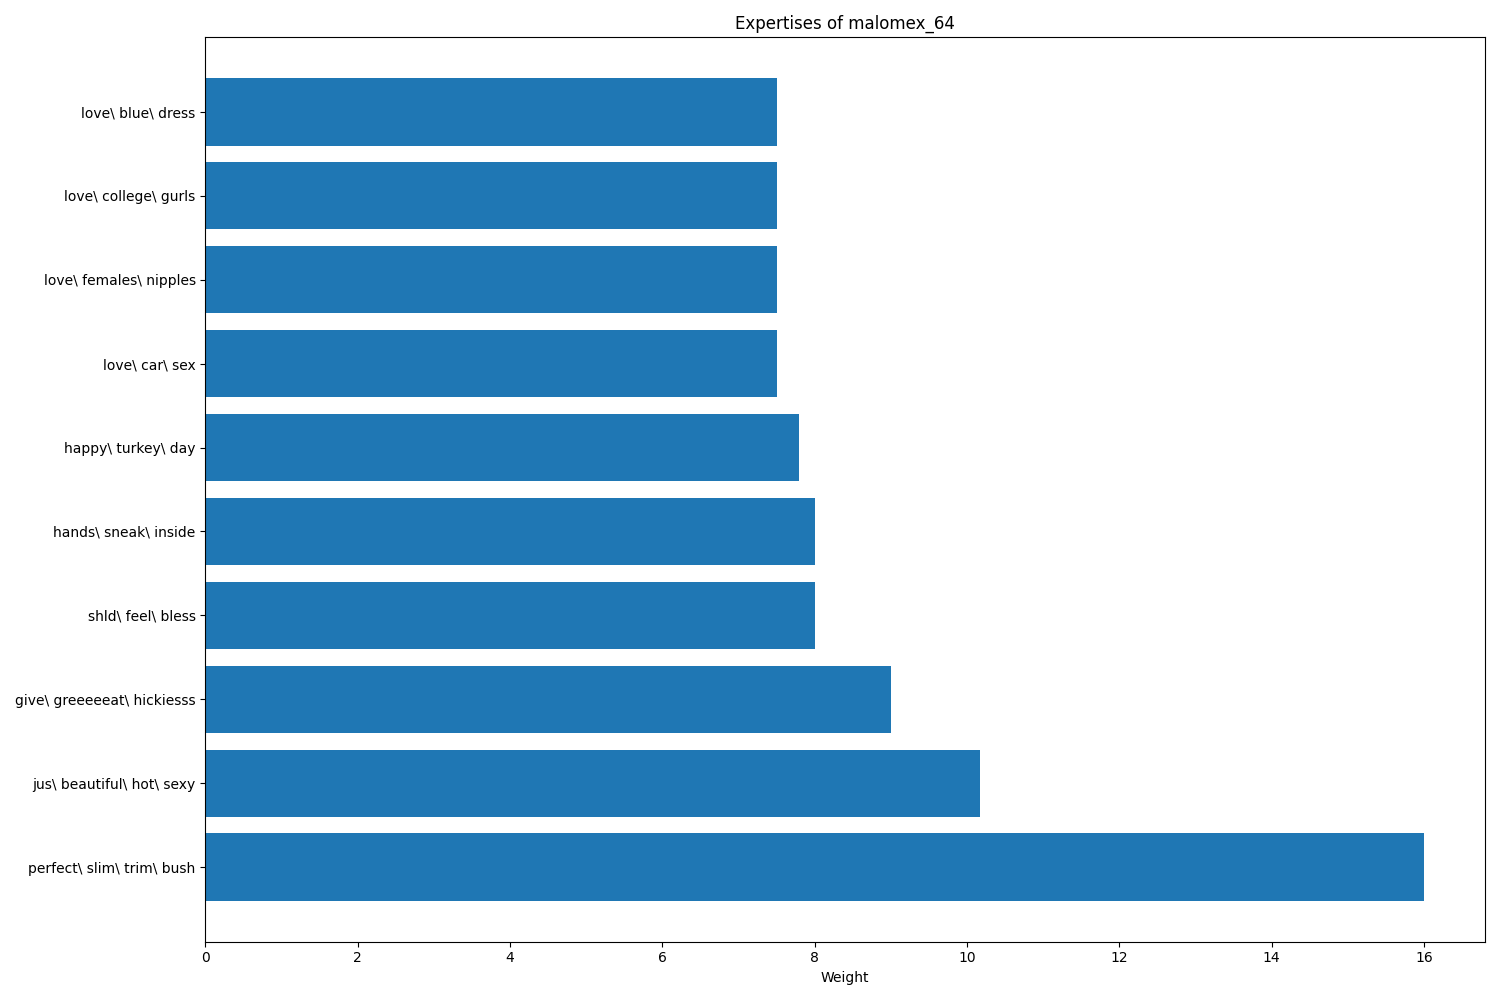 Expertises of malomex_64
love\ blue\ dress
love\ college\ gurls
love\ females\ nipples
love\ car\ sex
happy\ turkey\ day
hands\ sneak\ inside
shld\ feel\ bless
give\ greeeeeat\ hickiesss
jus\ beautiful\ hot\ sexy
perfect\ slim\ trim\ bush
0 2 4 6 8 10 12 14 16
Weight